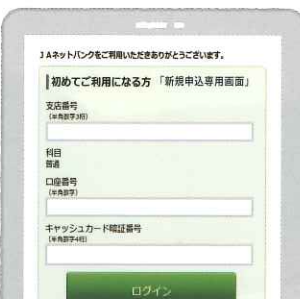 JAネットバンクをご利用いただきありがとうございます。
初めてご利用になる方 「新規申込専用画面」
支店番号
(半角数字3桁)
科目
普通
口座番号
(半角数字)
キャッシュカード暗証番号
(半角数字4桁)
ログイン